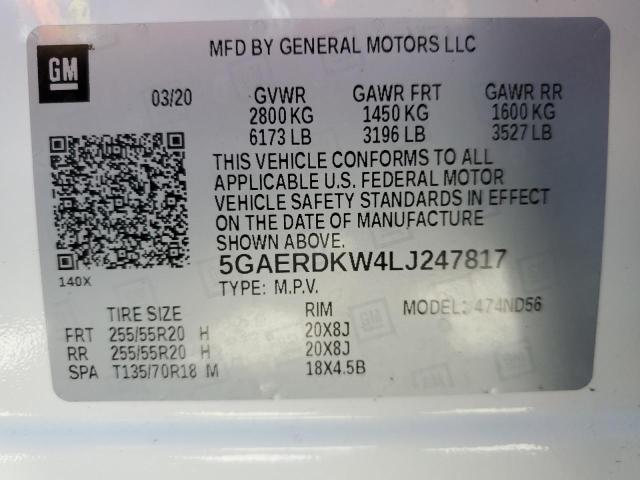 GM
MFD BY GENERAL MOTORS LLC
03/20 GVWR GAWR FRT GAWR RR
2800 KG 1450 KG 1600 KG
6173 LB 3196 LB 3527 LB
THIS VEHICLE CONFORMS TO ALL
APPLICABLE U.S. FEDERAL MOTOR
VEHICLE SAFETY STANDARDS IN EFFECT
ON THE DATE OF MANUFACTURE
SHOWN ABOVE.
5GAERDKW4LJ247817
140X
TYPE: M.P.V.
TIRE SIZE RIM MODEL: 474ND56
FRT 255/55R20 H 20X8J
RR 255/55R20 H 20X8J
SPA T135/70R18 M 18X4.5B